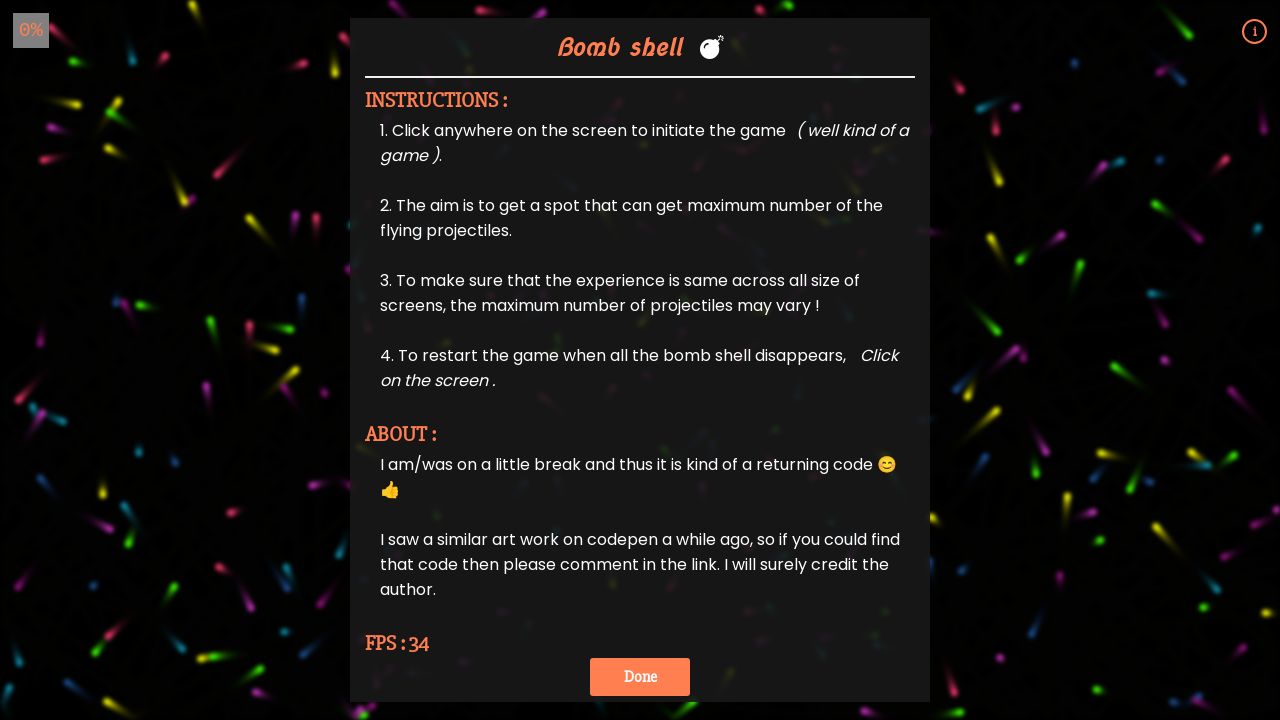 0%
i
Bomb shell 💣
INSTRUCTIONS :
1. Click anywhere on the screen to initiate the game ( well kind of a
game ).
2. The aim is to get a spot that can get maximum number of the
flying projectiles.
3. To make sure that the experience is same across all size of
screens, the maximum number of projectiles may vary !
4. To restart the game when all the bomb shell disappears, Click
on the screen .
ABOUT :
I am/was on a little break and thus it is kind of a returning code 😊
👍
I saw a similar art work on codepen a while ago, so if you could find
that code then please comment in the link. I will surely credit the
author.
FPS : 34
Done